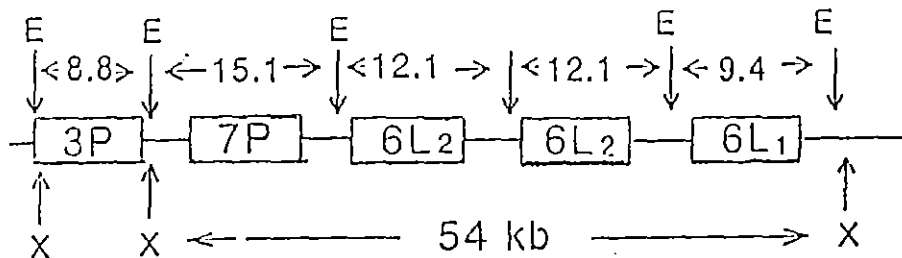 E E E E
8.8 15.1 12.1 12.1 9.4
3P 7P 6L2 6L2 6L1
X X 54 kb X